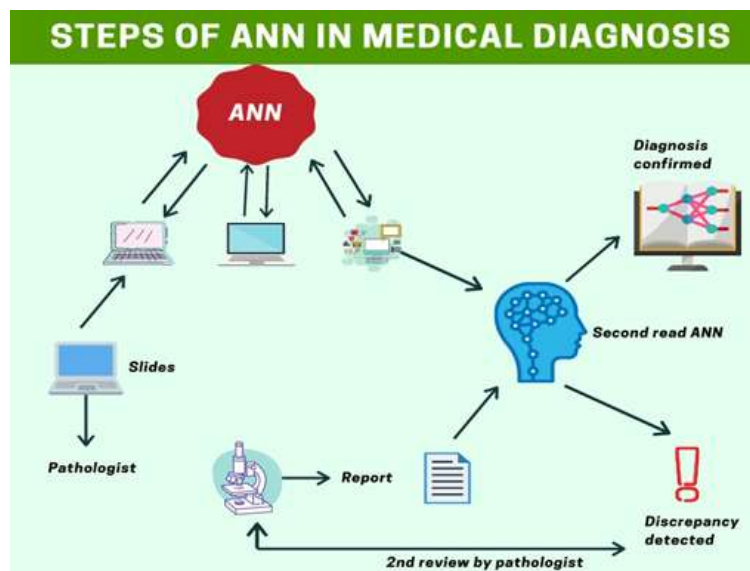 STEPS OF ANN IN MEDICAL DIAGNOSIS
ANN
Diagnosis
confirmed
Second read ANN
Slides
Pathologist
Report
Discrepancy
detected
2nd review by pathologist